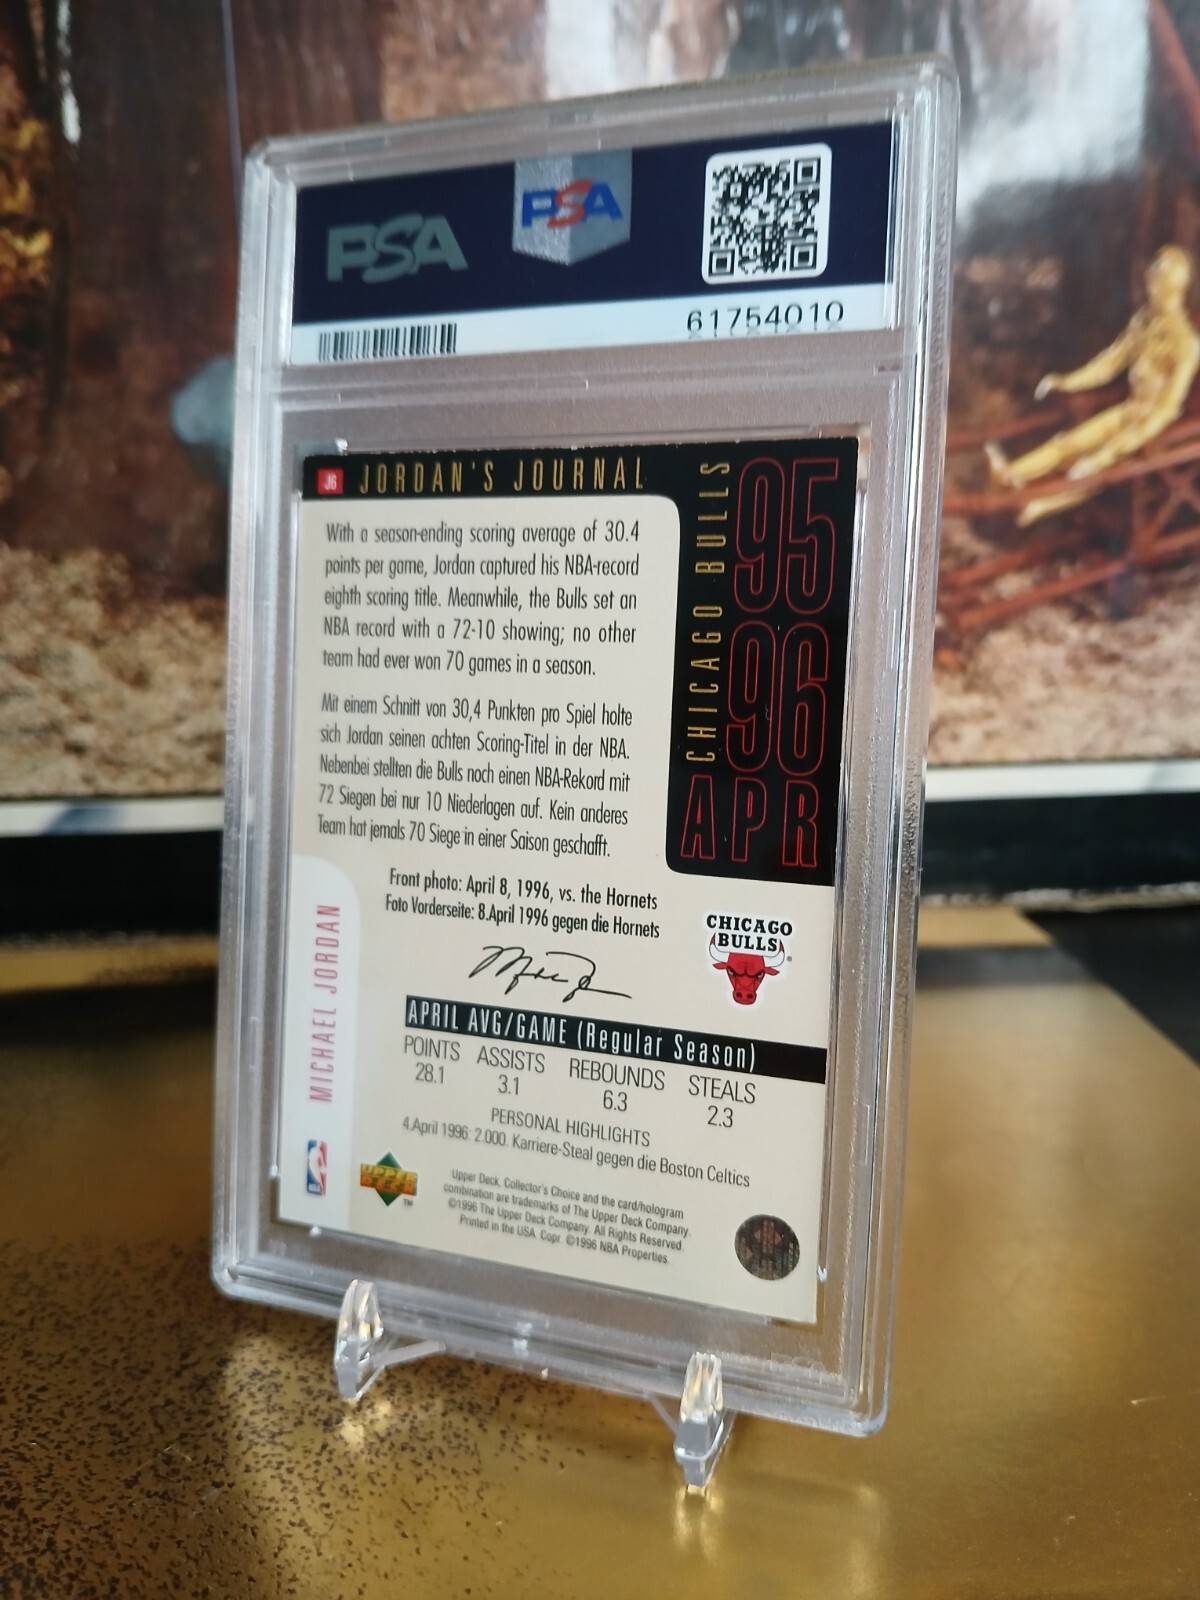 PSA
PSA
61754010
J6 JORDAN'S JOURNAL
With a season-ending scoring average of 30.4
points per game, Jordan captured his NBA-record
eighth scoring title. Meanwhile, the Bulls set an
NBA record with a 72-10 showing; no other
team had ever won 70 games in a season.
Mit einem Schnitt von 30,4 Punkten pro Spiel holte
sich Jordan seinen achten Scoring-Titel in der NBA.
Nebenbei stellten die Bulls noch einen NBA-Rekord mit
72 Siegen bei nur 10 Niederlagen auf. Kein anderes
Team hat jemals 70 Siege in einer Saison geschafft.
Front photo: April 8, 1996, vs. the Hornets
Foto Vorderseite: 8.April 1996 gegen die Hornets
CHICAGO BULLS
95
96
APR
CHICAGO
BULLS
MICHAEL JORDAN
APRIL AVG/GAME (Regular Season)
POINTS ASSISTS REBOUNDS STEALS
28.1 3.1 6.3 2.3
PERSONAL HIGHLIGHTS
4.April 1996: 2.000. Karriere-Steal gegen die Boston Celtics
NBA
UPPER
DECK
TM
Upper Deck, Collector's Choice and the card/hologram
combination are trademarks of The Upper Deck Company.
©1996 The Upper Deck Company. All Rights Reserved.
Printed in the USA. Copr. ©1996 NBA Properties.